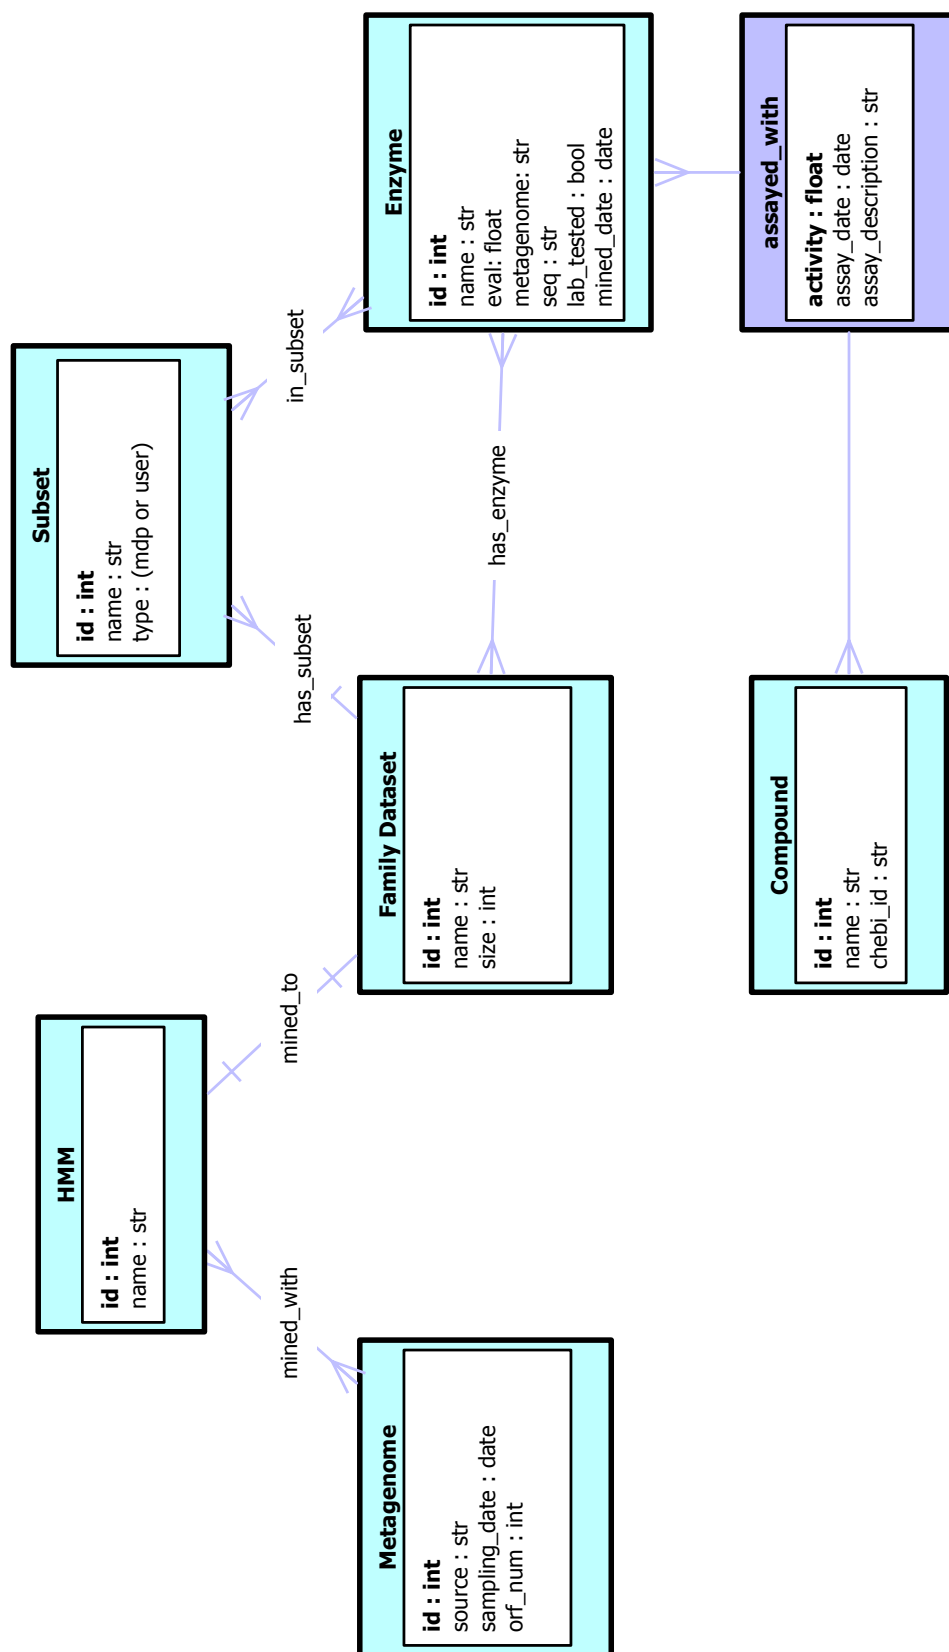 HMM
id : int
name : str
Subset
id : int
name : str
type : (mdp or user)
mined_with
mined_to
has_subset
in_subset
Metagenome
id : int
source : str
sampling_date : date
orf_num : int
Family Dataset
id : int
name : str
size : int
has_enzyme
Enzyme
id : int
name : str
eval: float
metagenome: str
seq : str
lab_tested : bool
mined_date : date
Compound
id : int
name : str
chebi_id : str
assayed_with
activity : float
assay_date : date
assay_description : str